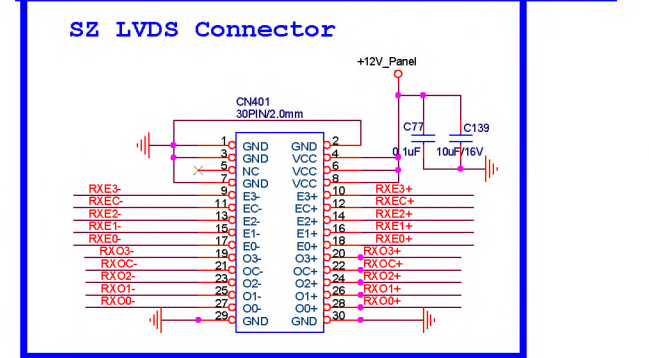 SZ LVDS Connector
+12V_Panel
CN401
30PIN/2.0mm
C77
C139
0.1uF
10uF/16V
1 GND GND 2
3 GND VCC 4
5 NC VCC 6
7 GND VCC 8
RXE3- 9 E3- E3+ 10 RXE3+
RXEC- 11 EC- EC+ 12 RXEC+
RXE2- 13 E2- E2+ 14 RXE2+
RXE1- 15 E1- E1+ 16 RXE1+
RXE0- 17 E0- E0+ 18 RXE0+
RXO3- 19 O3- O3+ 20 RXO3+
RXOC- 21 OC- OC+ 22 RXOC+
RXO2- 23 O2- O2+ 24 RXO2+
RXO1- 25 O1- O1+ 26 RXO1+
RXO0- 27 O0- O0+ 28 RXO0+
29 GND GND 30